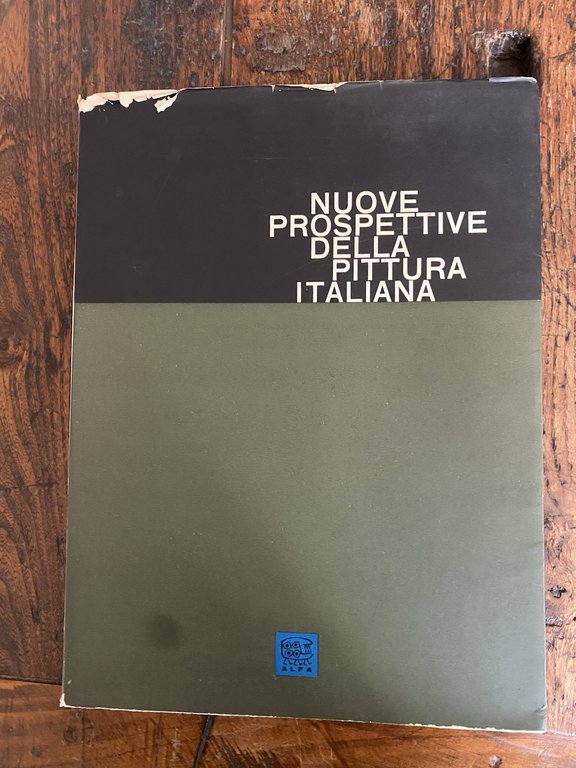 NUOVE
PROSPETTIVE
DELLA
PITTURA
ITALIANA
ALFA